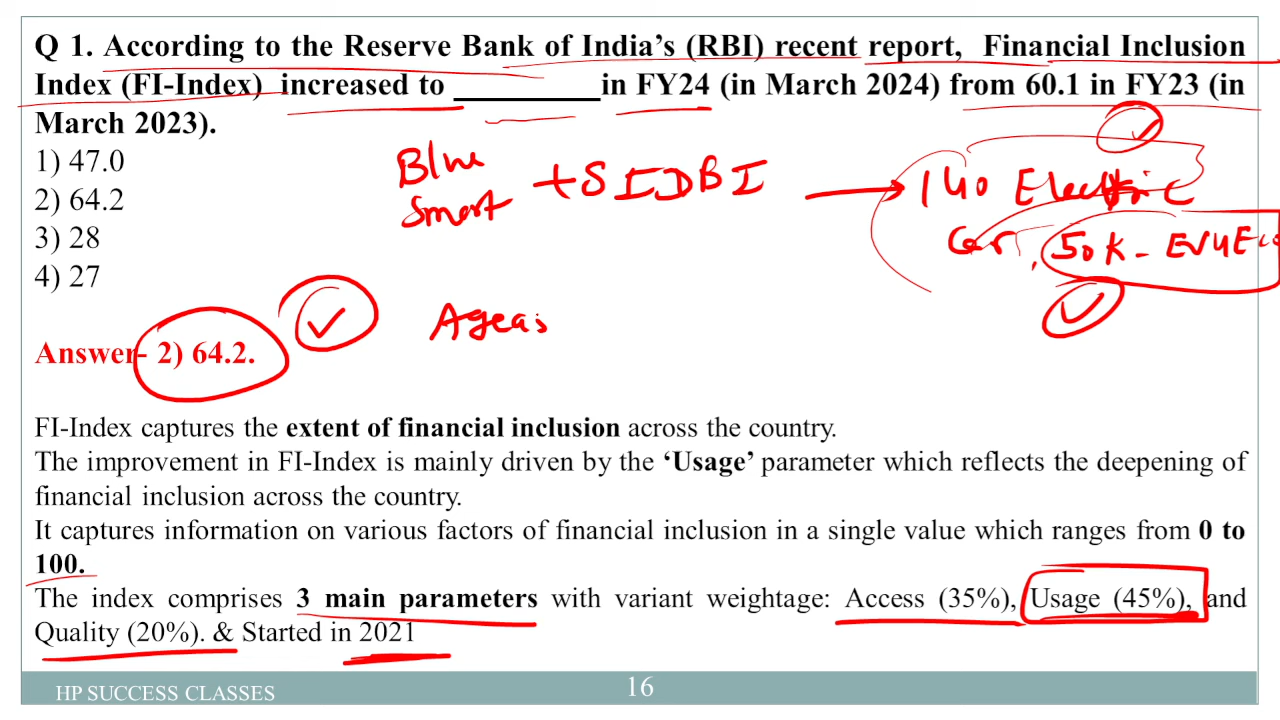 Q 1. According to the Reserve Bank of India’s (RBI) recent report, Financial Inclusion
Index (FI-Index) increased to __________in FY24 (in March 2024) from 60.1 in FY23 (in
March 2023).
1) 47.0
2) 64.2
3) 28
4) 27
Blue
Smart + SIDBI → 140 Electric
Car, 50K - EV 4 Eco
Ageas
Answer- 2) 64.2.
FI-Index captures the extent of financial inclusion across the country.
The improvement in FI-Index is mainly driven by the ‘Usage’ parameter which reflects the deepening of
financial inclusion across the country.
It captures information on various factors of financial inclusion in a single value which ranges from 0 to
100.
The index comprises 3 main parameters with variant weightage: Access (35%), Usage (45%), and
Quality (20%). & Started in 2021
HP SUCCESS CLASSES
16